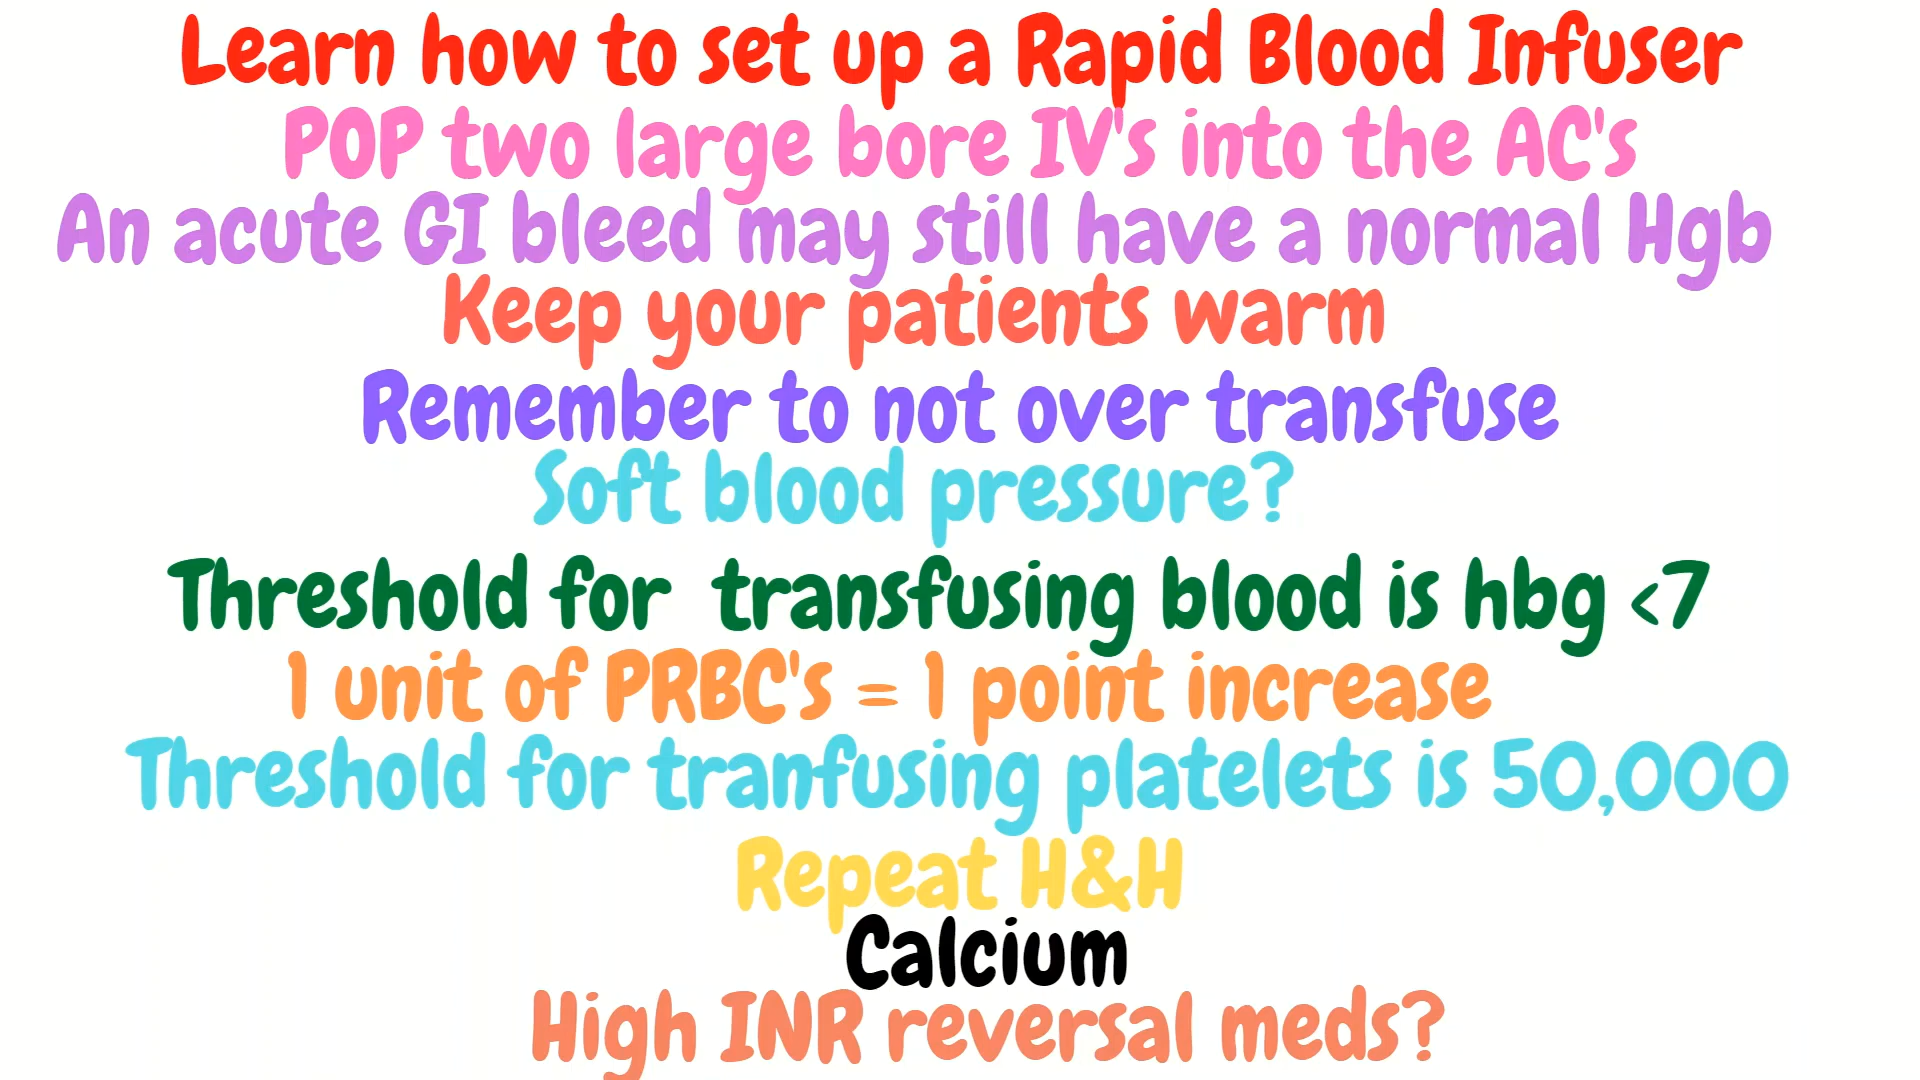 Learn how to set up a Rapid Blood Infuser
POP two large bore IV's into the AC's
An acute GI bleed may still have a normal Hgb
Keep your patients warm
Remember to not over transfuse
Soft blood pressure?
Threshold for transfusing blood is hbg <7
1 unit of PRBC's = 1 point increase
Threshold for tranfusing platelets is 50,000
Repeat H&H
Calcium
High INR reversal meds?